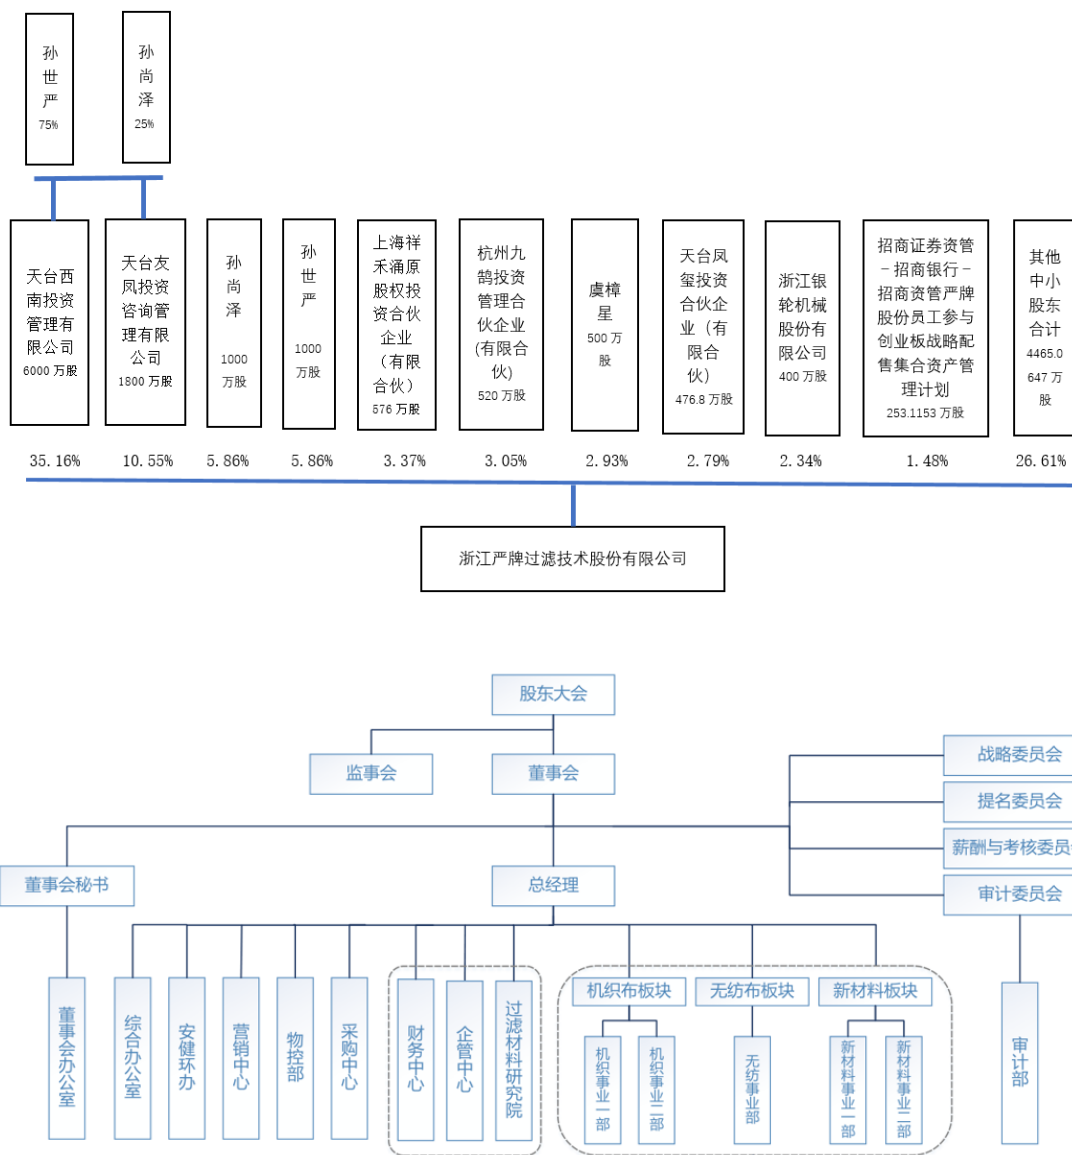 孙
世
严
75%
孙
尚
泽
25%
天台西
南投资
管理有
限公司
6000 万股
天台友
凤投资
咨询管
理有限
公司
1800 万股
孙
尚
泽
1000
万股
孙
世
严
1000
万股
上海祥
禾涌原
股权投
资合伙
企业
（有限
合伙）
576 万股
杭州九
鹄投资
管理合
伙企业
(有限合
伙)
520 万股
虞樟
星
500 万
股
天台凤
玺投资
合伙企
业（有
限合
伙）
476.8 万股
浙江银
轮机械
股份有
限公司
400 万股
招商证券资管
－招商银行－
招商资管严牌
股份员工参与
创业板战略配
售集合资产管
理计划
253.1153 万股
其他
中小
股东
合计
4465.0
647 万
股
35.16%
10.55%
5.86%
5.86%
3.37%
3.05%
2.93%
2.79%
2.34%
1.48%
26.61%
浙江严牌过滤技术股份有限公司
股东大会
监事会
董事会
战略委员会
提名委员会
薪酬与考核委员
审计委员会
董事会秘书
总经理
董事会办公室
综合办公室
安健环办
营销中心
物控部
采购中心
财务中心
企管中心
过滤材料研究院
机织布板块
无纺布板块
新材料板块
机织事业一部
机织事业二部
无纺事业部
新材料事业一部
新材料事业二部
审计部